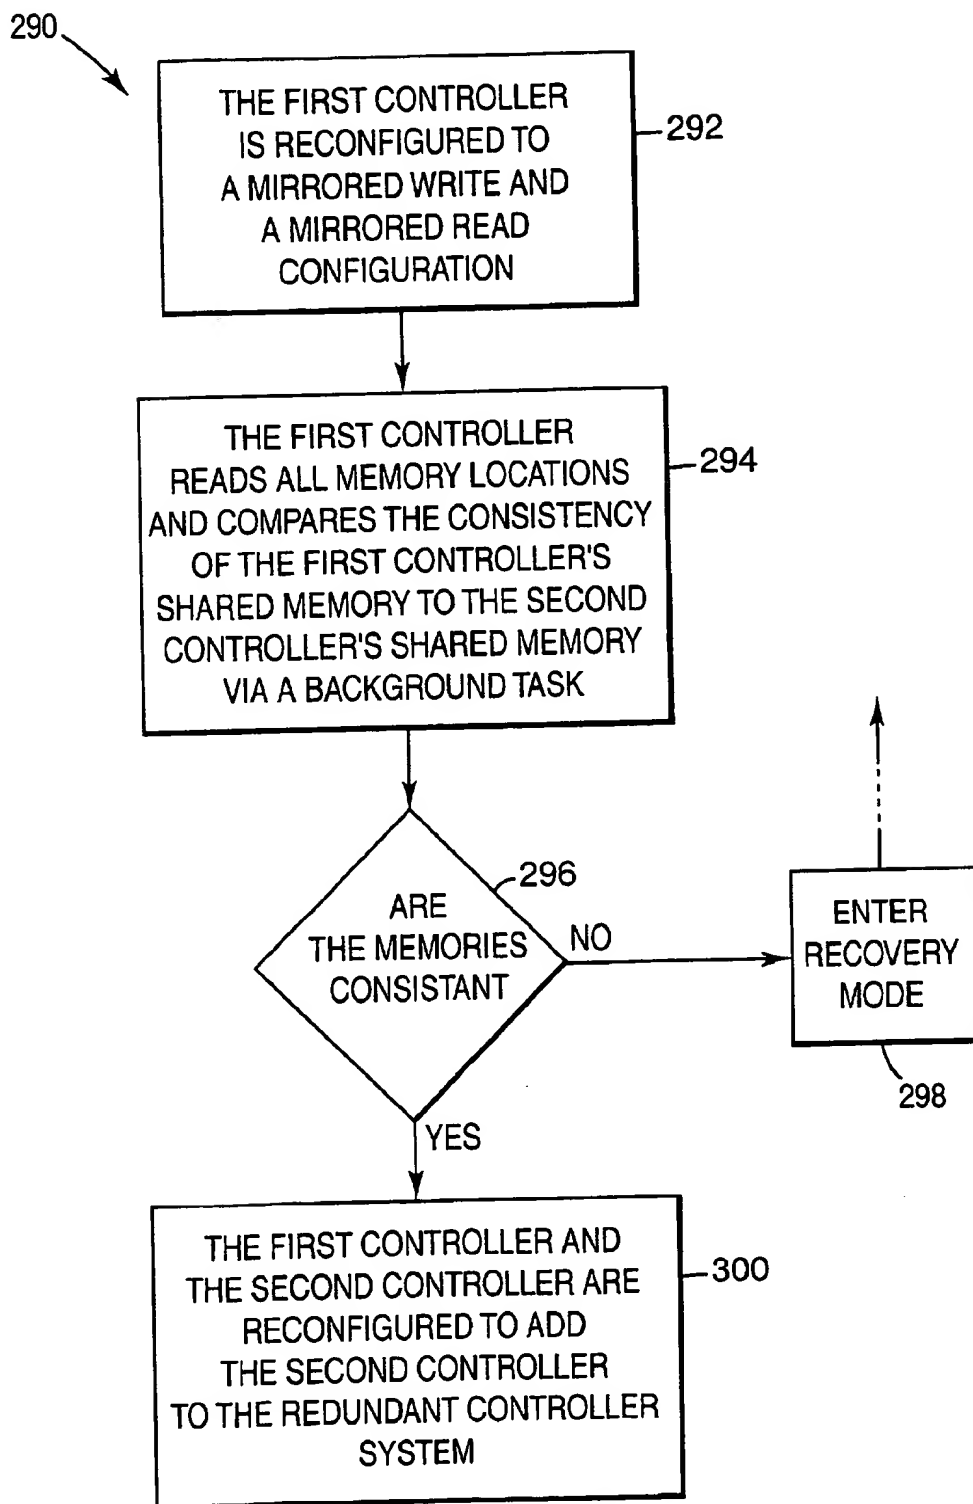 290
THE FIRST CONTROLLER
IS RECONFIGURED TO
A MIRRORED WRITE AND
A MIRRORED READ
CONFIGURATION
292
THE FIRST CONTROLLER
READS ALL MEMORY LOCATIONS
AND COMPARES THE CONSISTENCY
OF THE FIRST CONTROLLER'S
SHARED MEMORY TO THE SECOND
CONTROLLER'S SHARED MEMORY
VIA A BACKGROUND TASK
294
ARE
THE MEMORIES
CONSISTANT
296
NO
ENTER
RECOVERY
MODE
298
YES
THE FIRST CONTROLLER AND
THE SECOND CONTROLLER ARE
RECONFIGURED TO ADD
THE SECOND CONTROLLER
TO THE REDUNDANT CONTROLLER
SYSTEM
300